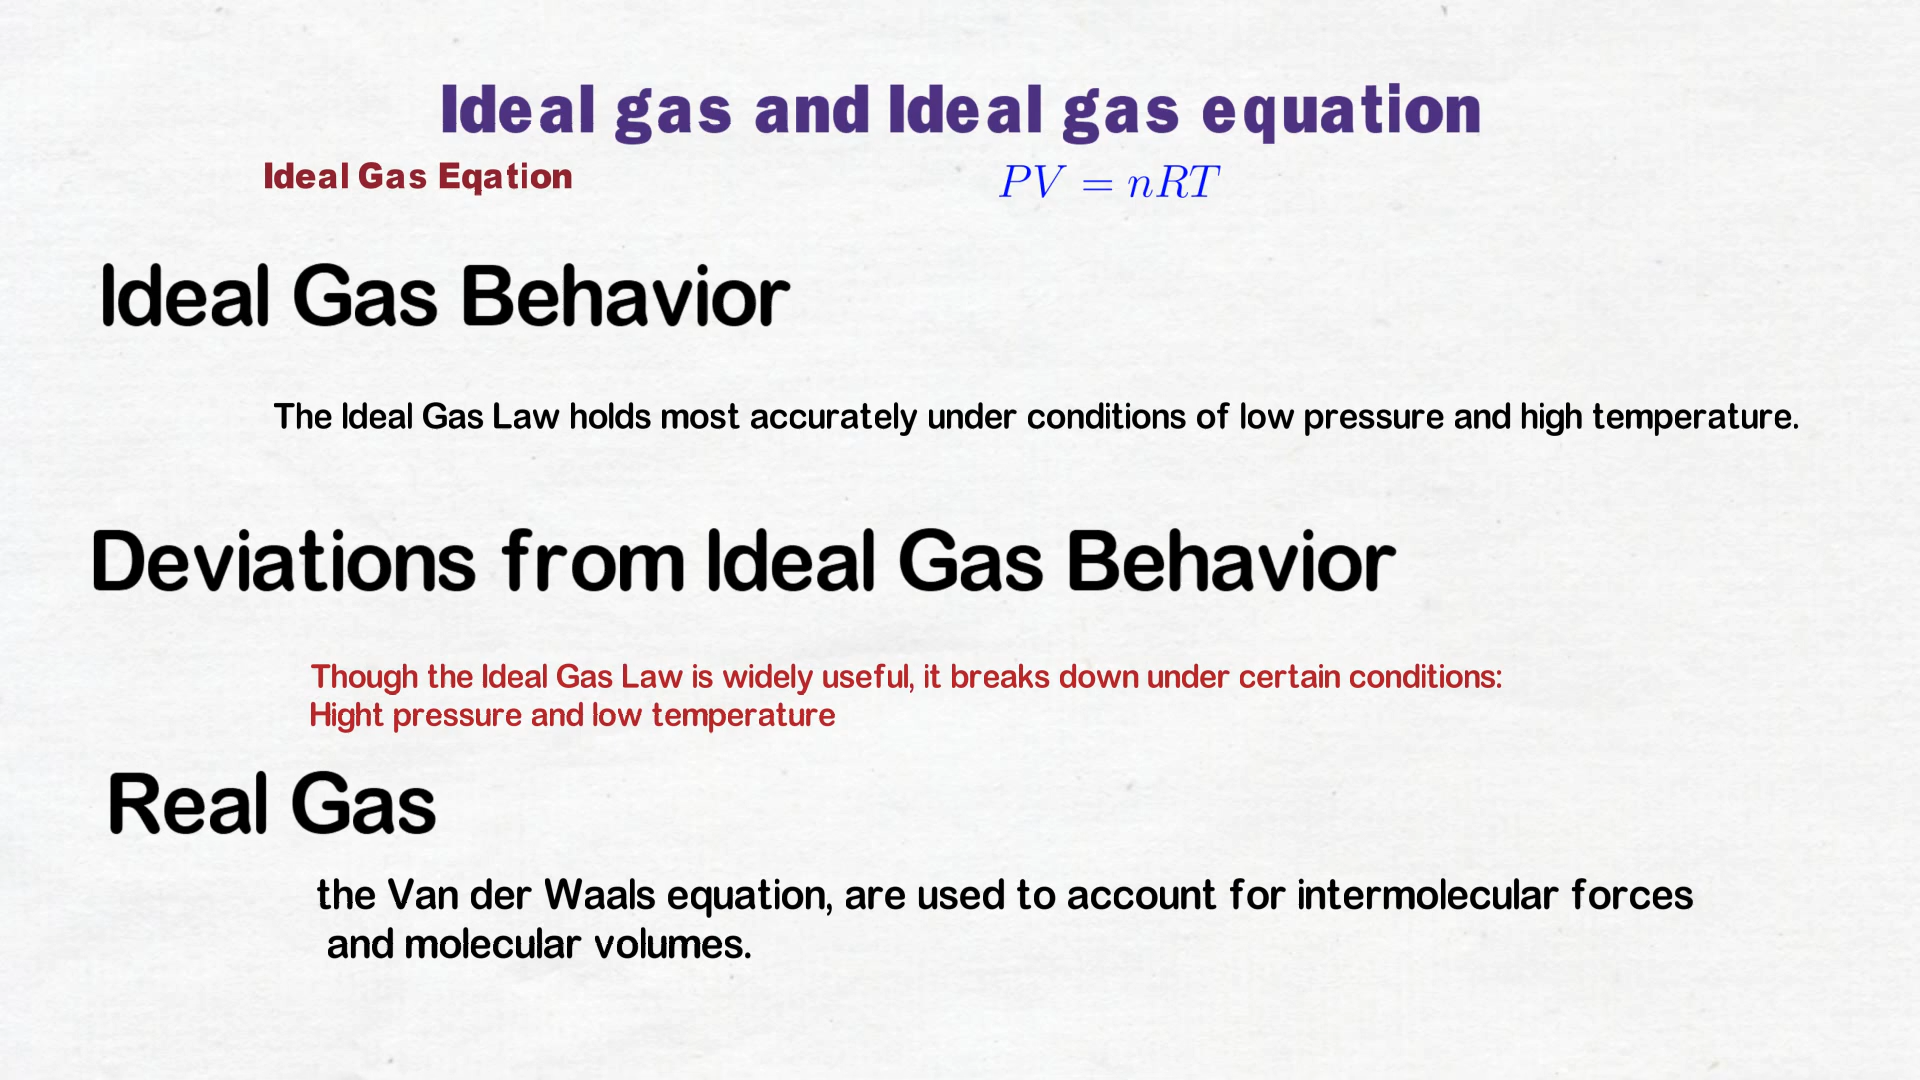 Ideal gas and Ideal gas equation
Ideal Gas Eqation
PV = nRT
Ideal Gas Behavior
The Ideal Gas Law holds most accurately under conditions of low pressure and high temperature.
Deviations from Ideal Gas Behavior
Though the Ideal Gas Law is widely useful, it breaks down under certain conditions:
Hight pressure and low temperature
Real Gas
the Van der Waals equation, are used to account for intermolecular forces
and molecular volumes.